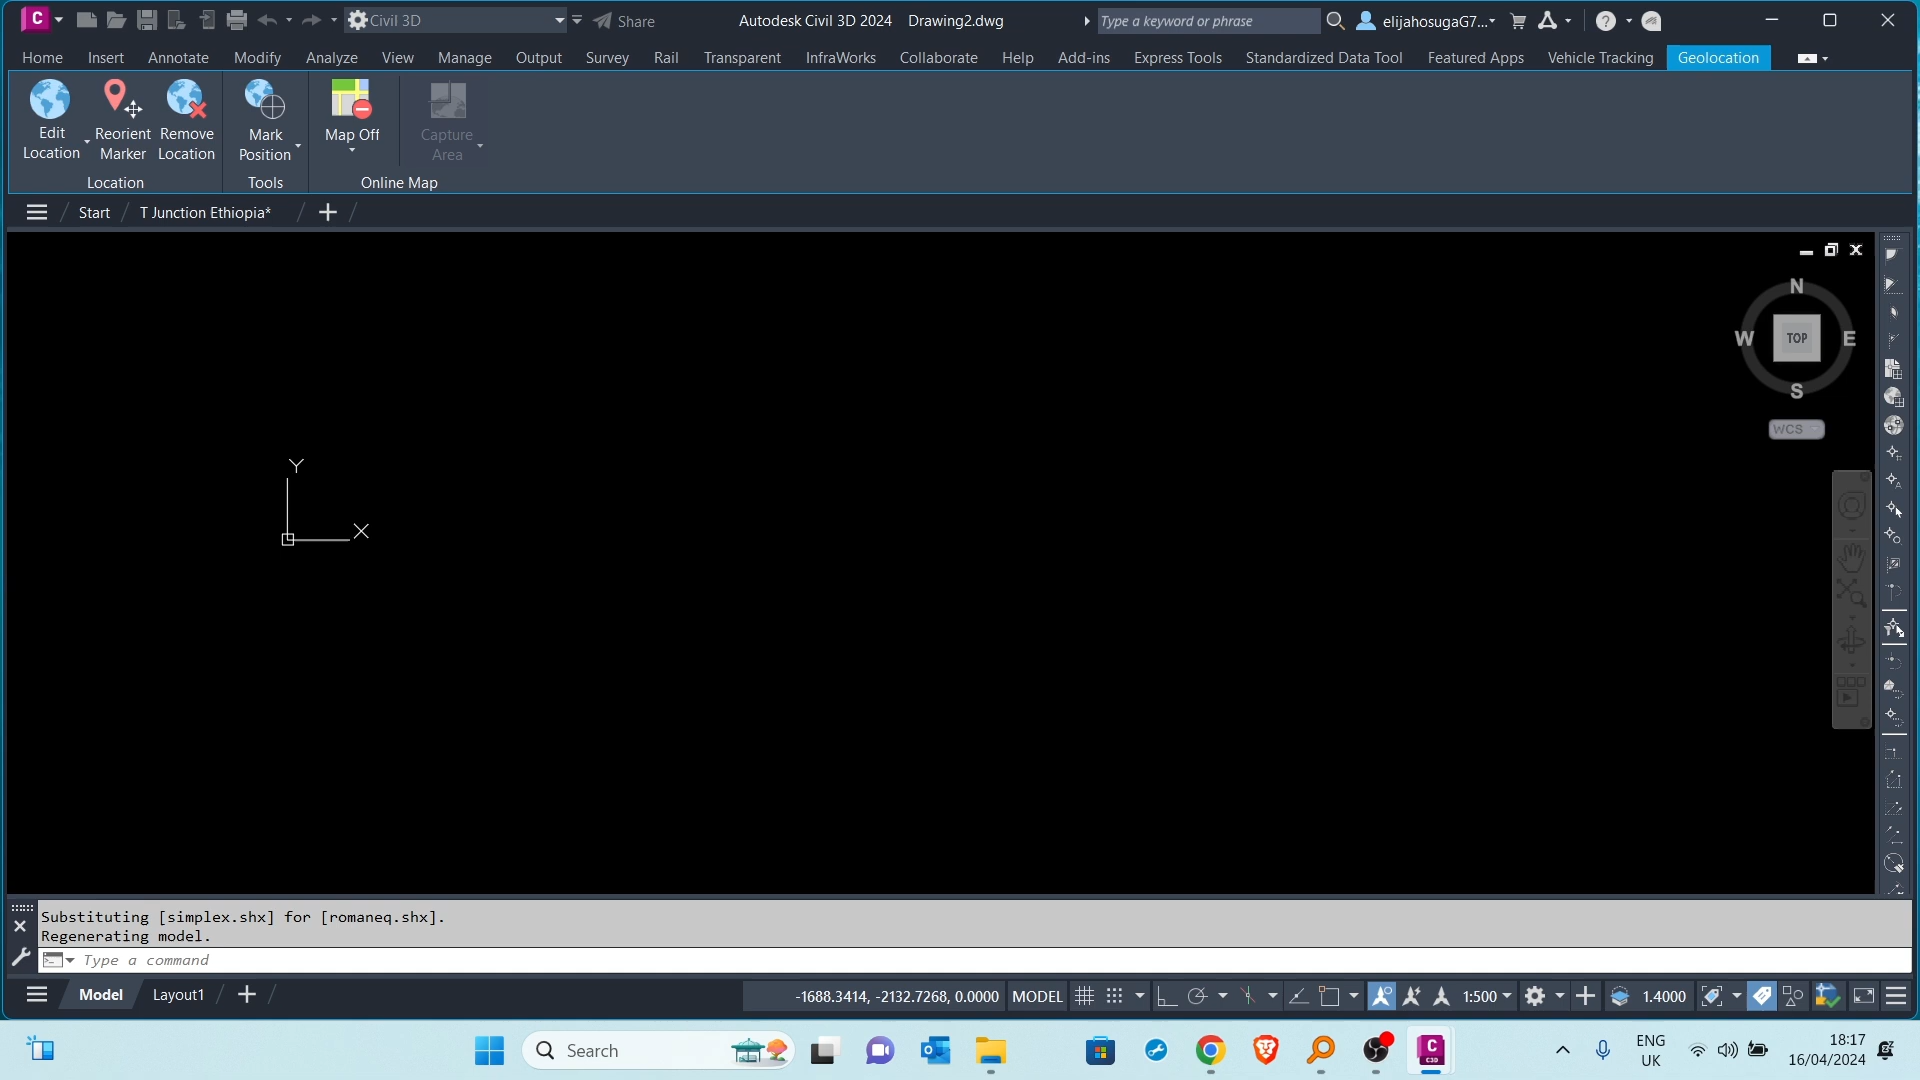 C
Civil 3D
Share
Autodesk Civil 3D 2024 Drawing2.dwg
Type a keyword or phrase
elijahosugaG7...
Home Insert Annotate Modify Analyze View Manage Output Survey Rail Transparent InfraWorks Collaborate Help Add-ins Express Tools Standardized Data Tool Featured Apps Vehicle Tracking Geolocation
Edit Location
Reorient Marker
Remove Location
Mark Position
Map Off
Capture Area
Location Tools Online Map
Start T Junction Ethiopia*
N
W TOP E
S
WCS
Y
X
Substituting [simplex.shx] for [romaneq.shx].
Regenerating model.
Type a command
Model Layout1
-1688.3414, -2132.7268, 0.0000 MODEL 1:500 1.4000
Search
C
C3D
ENG
UK
18:17
16/04/2024